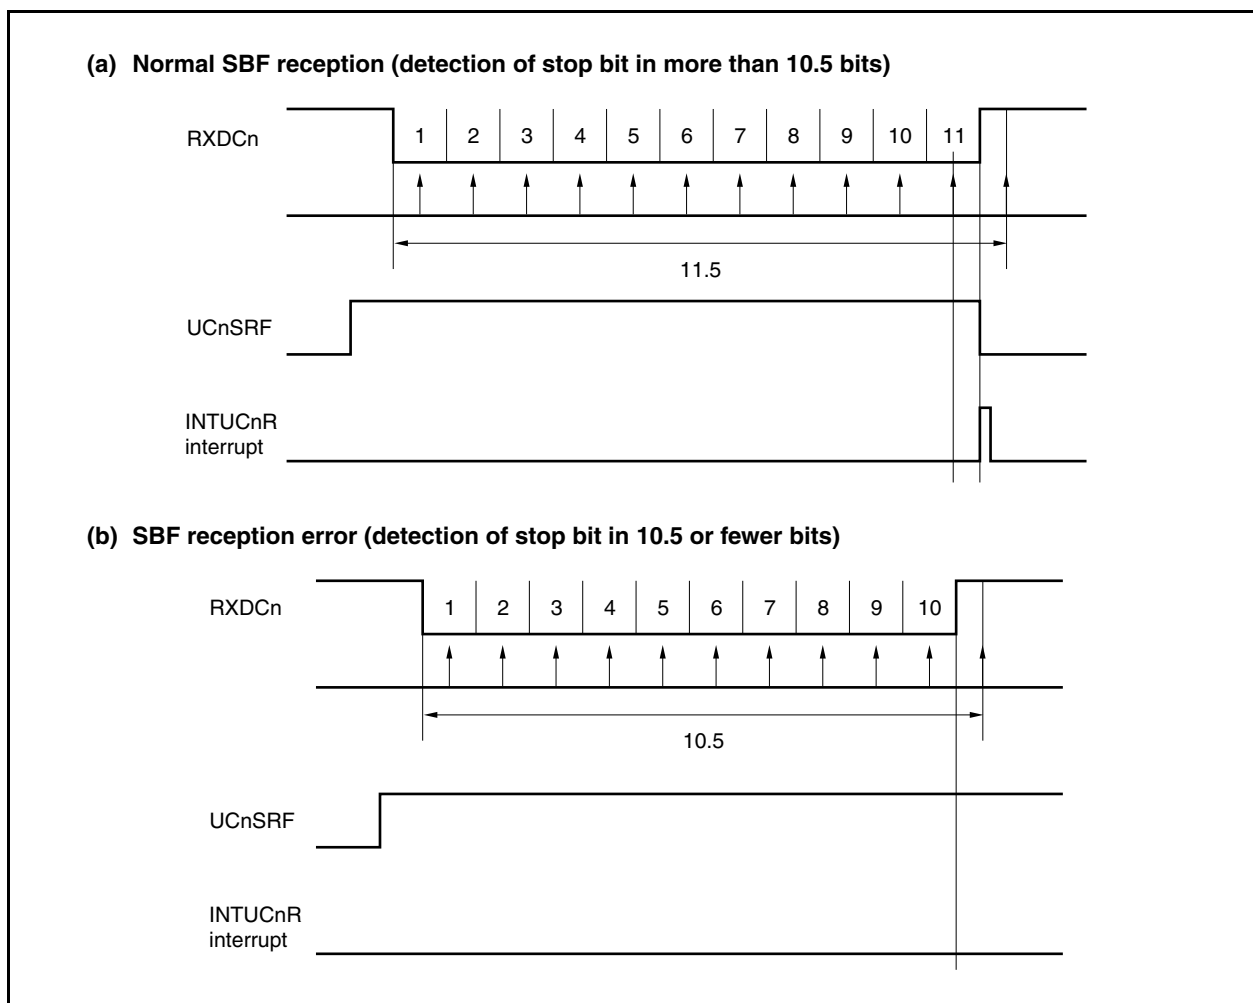 (a) Normal SBF reception (detection of stop bit in more than 10.5 bits)
RXDCn
1 2 3 4 5 6 7 8 9 10 11
11.5
UCnSRF
INTUCnR
interrupt
(b) SBF reception error (detection of stop bit in 10.5 or fewer bits)
RXDCn
1 2 3 4 5 6 7 8 9 10
10.5
UCnSRF
INTUCnR
interrupt